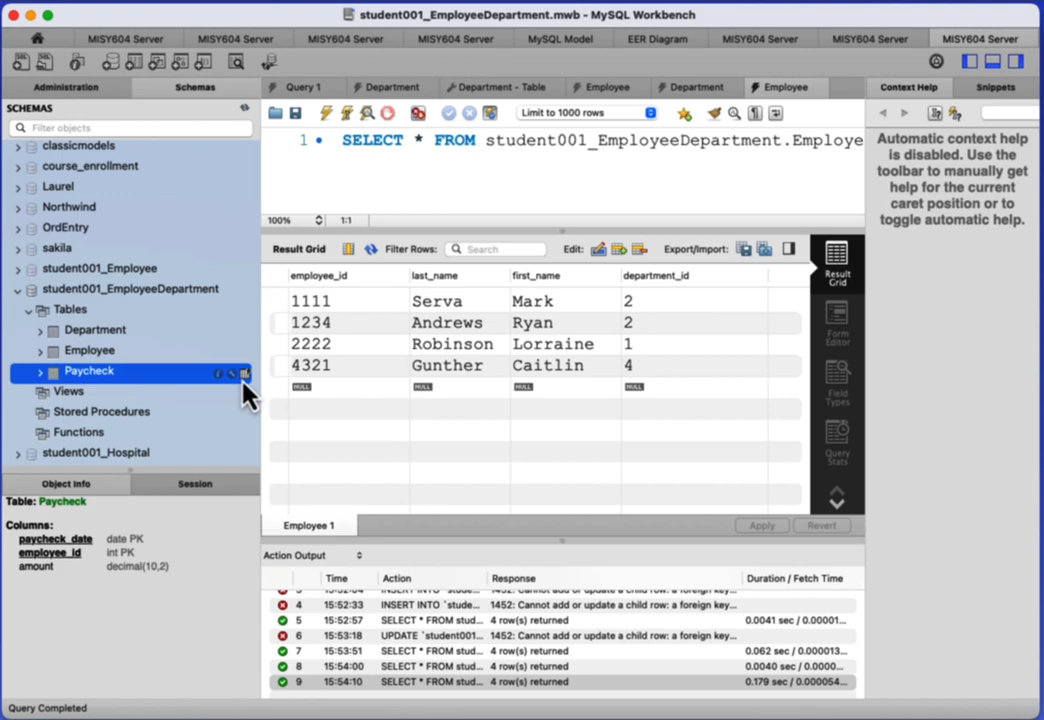 student001_EmployeeDepartment.mwb - MySQL Workbench
MISY604 Server MISY604 Server MISY604 Server MISY604 Server MySQL Model EER Diagram MISY604 Server MISY604 Server MISY604 Server
Administration Schemas Query 1 Department Department - Table Employee Department Employee Context Help Snippets
SCHEMAS
Filter objects
Limit to 1000 rows
classicmodels
course_enrollment
Laurel
Northwind
OrdEntry
sakila
student001_Employee
student001_EmployeeDepartment
Tables
Department
Employee
Paycheck
Views
Stored Procedures
Functions
student001_Hospital
1 SELECT * FROM student001_EmployeeDepartment.Employe
100% 1:1
Automatic context help
is disabled. Use the
toolbar to manually get
help for the current
caret position or to
toggle automatic help.
Result Grid Filter Rows: Search Edit: Export/Import:
employee_id last_name first_name department_id
1111 Serva Mark 2
1234 Andrews Ryan 2
2222 Robinson Lorraine 1
4321 Gunther Caitlin 4
NULL NULL NULL NULL
Result
Grid
Form
Editor
Field
Types
Query
Stats
Employee 1 Apply Revert
Object Info Session
Table: Paycheck
Columns:
paycheck_date date PK
employee_id int PK
amount decimal(10,2)
Action Output
Time Action Response Duration / Fetch Time
4 15:52:33 INSERT INTO `stude... 1452: Cannot add or update a child row: a foreign key...
5 15:52:57 SELECT * FROM stud... 4 row(s) returned 0.0041 sec / 0.00001...
6 15:53:18 UPDATE `student001... 1452: Cannot add or update a child row: a foreign key...
7 15:53:51 SELECT * FROM stud... 4 row(s) returned 0.062 sec / 0.000013...
8 15:54:00 SELECT * FROM stud... 4 row(s) returned 0.0040 sec / 0.0000...
9 15:54:10 SELECT * FROM stud... 4 row(s) returned 0.179 sec / 0.000054...
Query Completed